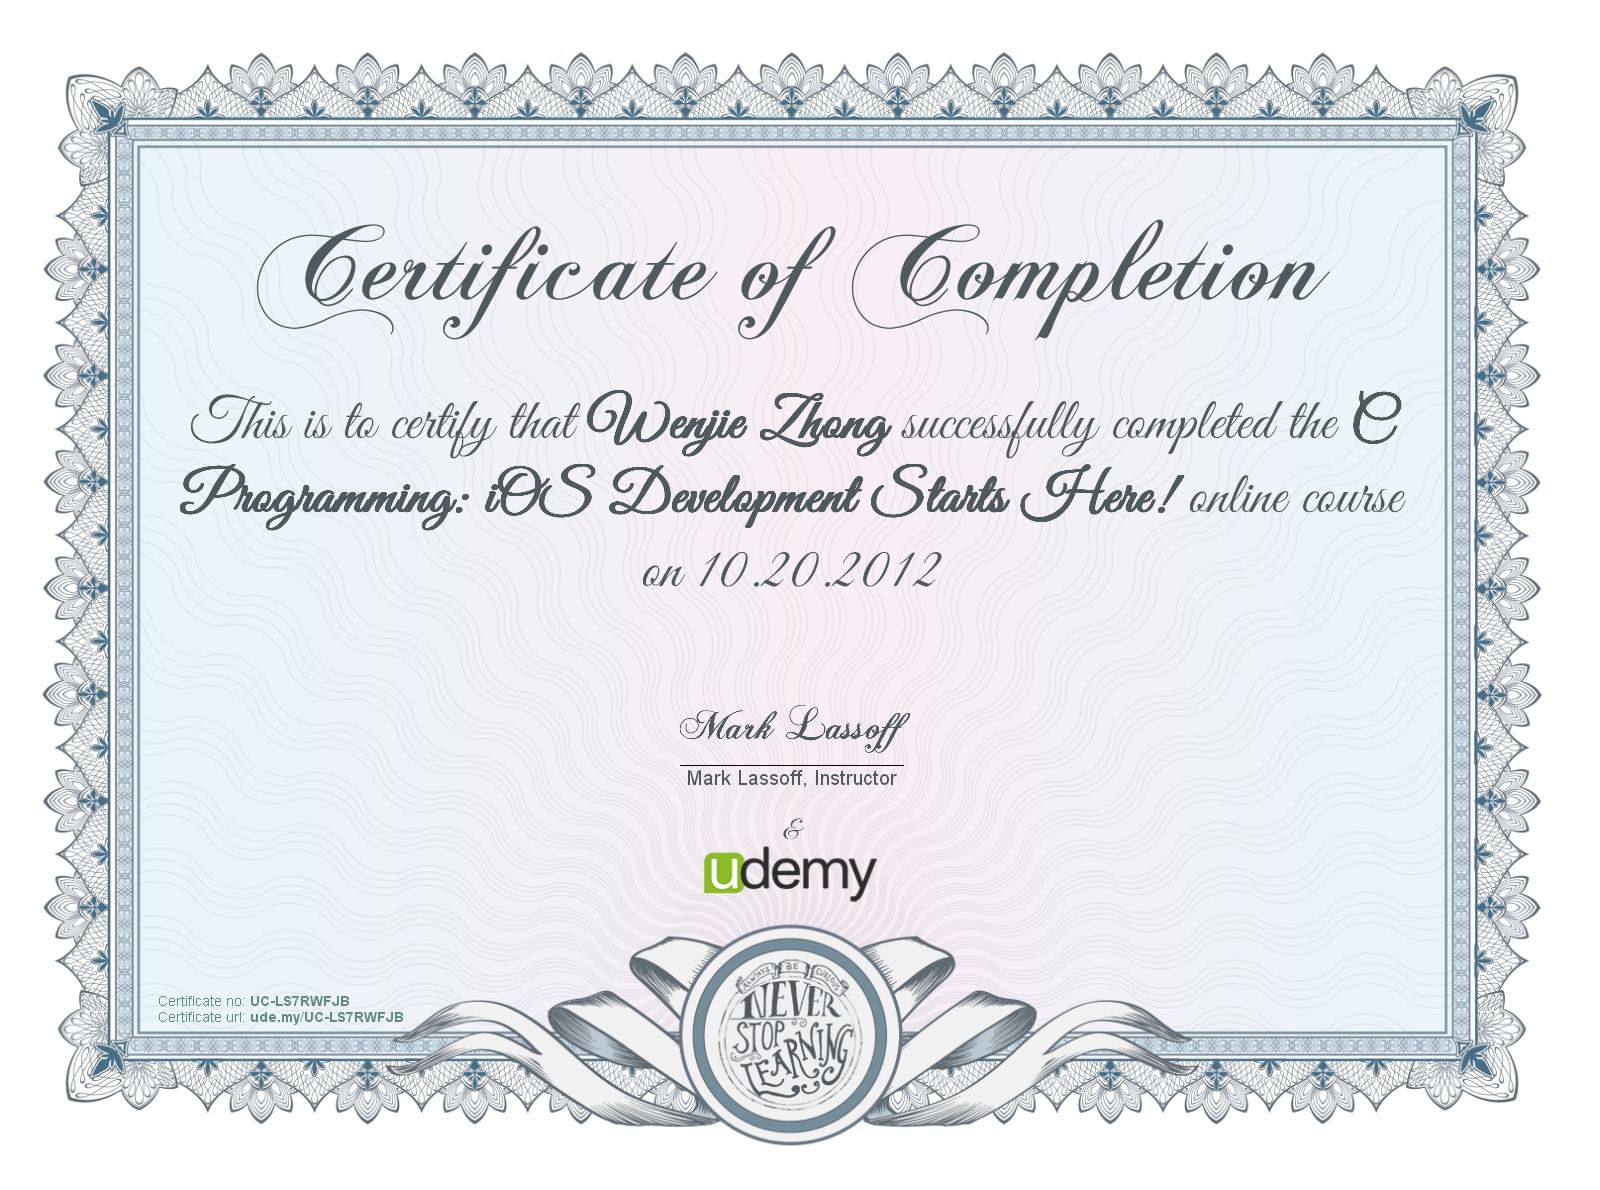 Certificate of Completion
This is to certify that Wenjie Zhong successfully completed the C
Programming: iOS Development Starts Here! online course
on 10.20.2012
Mark Lassoff
Mark Lassoff, Instructor
&
udemy
ALWAYS BE CURIOUS
NEVER
STOP
LEARNING
Certificate no: UC-LS7RWFJB
Certificate url: ude.my/UC-LS7RWFJB